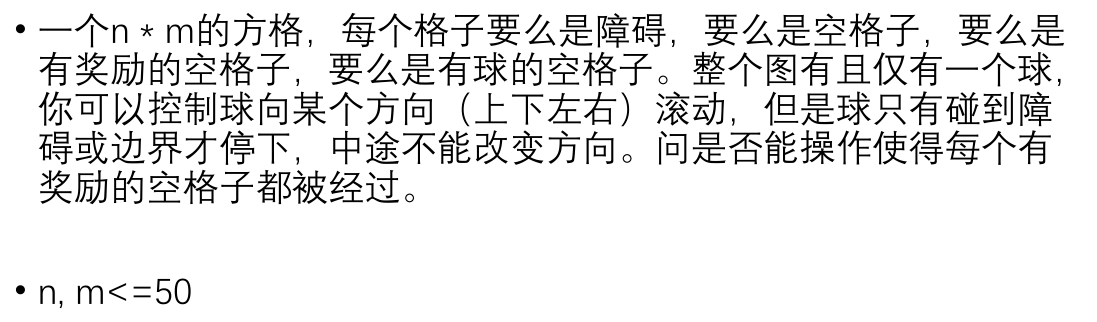 • 一个n * m的方格，每个格子要么是障碍，要么是空格子，要么是
有奖励的空格子，要么是有球的空格子。整个图有且仅有一个球，
你可以控制球向某个方向（上下左右）滚动，但是球只有碰到障
碍或边界才停下，中途不能改变方向。问是否能操作使得每个有
奖励的空格子都被经过。
• n, m<=50